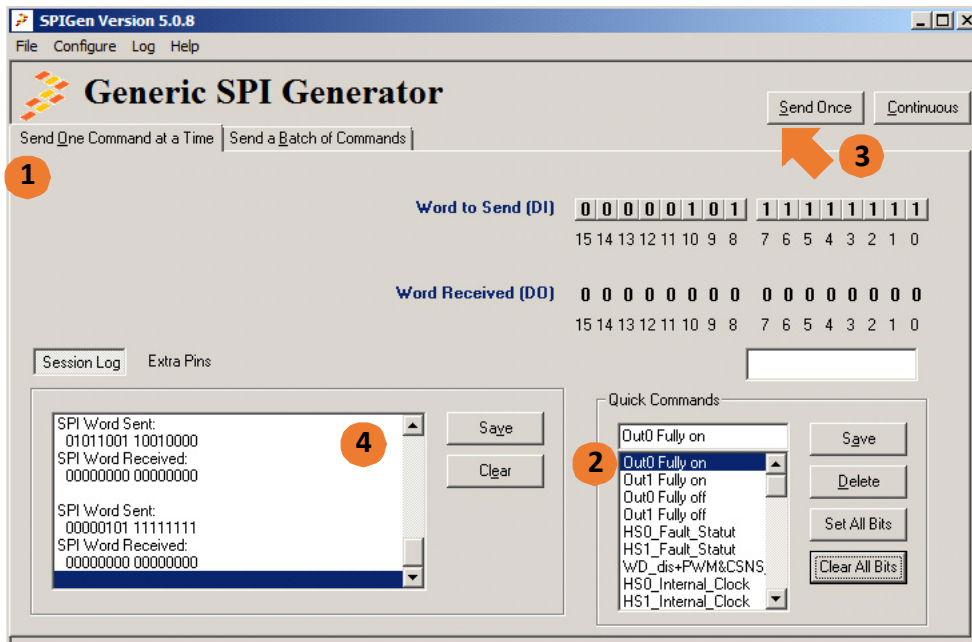 SPIGen Version 5.0.8
File Configure Log Help
Generic SPI Generator
Send Once Continuous
Send One Command at a Time Send a Batch of Commands
1
3
Word to Send (DI) 0 0 0 0 0 1 0 1 1 1 1 1 1 1 1 1
15 14 13 12 11 10 9 8 7 6 5 4 3 2 1 0
Word Received (DO) 0 0 0 0 0 0 0 0 0 0 0 0 0 0 0 0
15 14 13 12 11 10 9 8 7 6 5 4 3 2 1 0
Session Log Extra Pins
SPI Word Sent:
01011001 10010000
SPI Word Received:
00000000 00000000
SPI Word Sent:
00000101 11111111
SPI Word Received:
00000000 00000000
4
Save
Clear
Quick Commands
Out0 Fully on
2
Out0 Fully on
Out1 Fully on
Out0 Fully off
Out1 Fully off
HS0_Fault_Statut
HS1_Fault_Statut
WD_dis+PWM&CSNS_
HS0_Internal_Clock
HS1_Internal_Clock
Save
Delete
Set All Bits
Clear All Bits